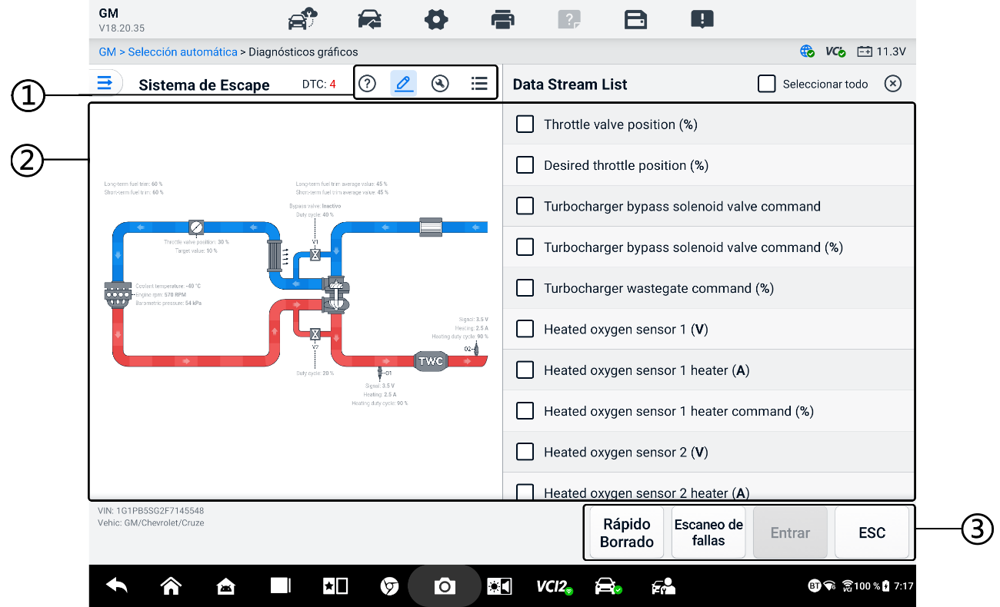 GM
V18.20.35
GM > Selección automática > Diagnósticos gráficos
VCI
11.3V
Sistema de Escape
DTC: 4
Data Stream List
Seleccionar todo
①
②
③
Long-term fuel trim: 60 %
Short-term fuel trim: 60 %
Long-term fuel trim average value: 45 %
Short-term fuel trim average value: 45 %
Bypass valve: Inactivo
Duty cycle: 40 %
V1
Throttle valve position: 30 %
Target value: 10 %
Coolant temperature: -40 °C
Engine rpm: 570 RPM
Barometric pressure: 54 kPa
Signal: 3.5 V
Heating: 2.5 A
Heating duty cycle: 90 %
O2
V2
TWC
Duty cycle: 20 %
O1
Signal: 3.5 V
Heating: 2.5 A
Heating duty cycle: 90 %
Throttle valve position (%)
Desired throttle position (%)
Turbocharger bypass solenoid valve command
Turbocharger bypass solenoid valve command (%)
Turbocharger wastegate command (%)
Heated oxygen sensor 1 (V)
Heated oxygen sensor 1 heater (A)
Heated oxygen sensor 1 heater command (%)
Heated oxygen sensor 2 (V)
Heated oxygen sensor 2 heater (A)
VIN: 1G1PB5SG2F7145548
Vehic: GM/Chevrolet/Cruze
Rápido
Borrado
Escaneo de
fallas
Entrar
ESC
VCI2
BT
6
VCI
100 %
7:17